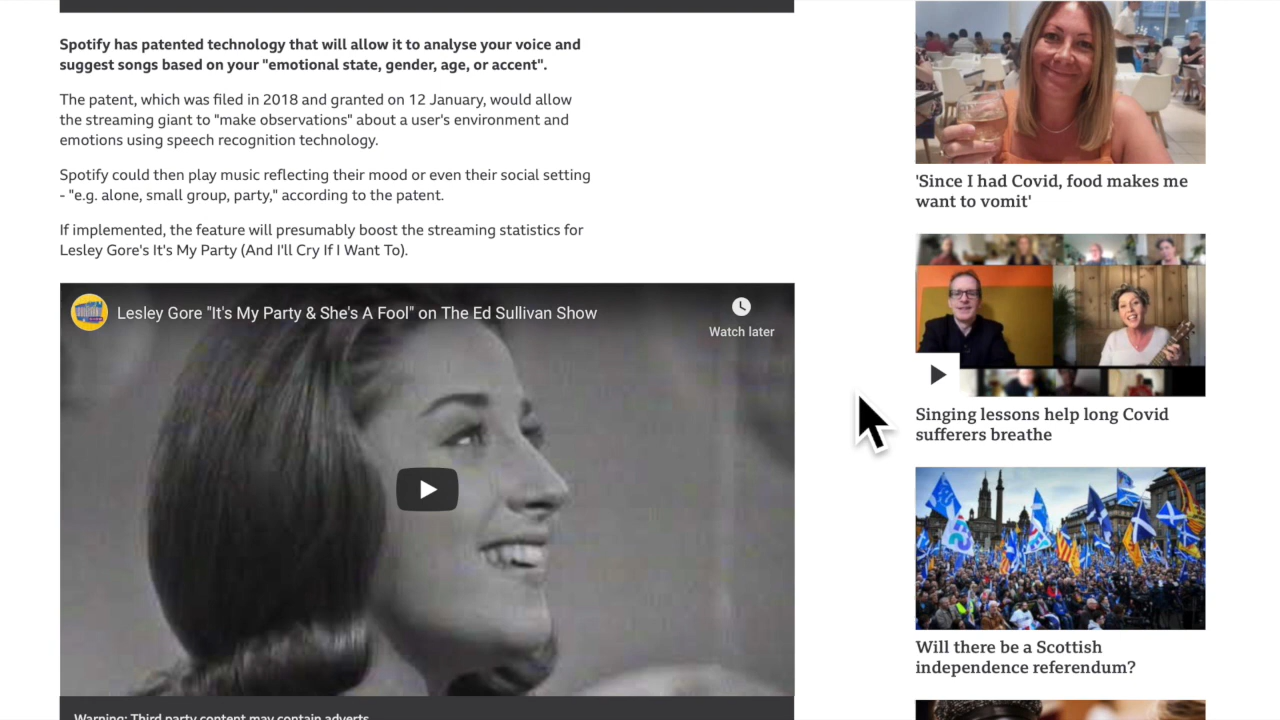 Spotify has patented technology that will allow it to analyse your voice and
suggest songs based on your "emotional state, gender, age, or accent".
The patent, which was filed in 2018 and granted on 12 January, would allow
the streaming giant to "make observations" about a user's environment and
emotions using speech recognition technology.
Spotify could then play music reflecting their mood or even their social setting
- "e.g. alone, small group, party," according to the patent.
If implemented, the feature will presumably boost the streaming statistics for
Lesley Gore's It's My Party (And I'll Cry If I Want To).
Lesley Gore "It's My Party & She's A Fool" on The Ed Sullivan Show
Watch later
Warning: Third party content may contain adverts
'Since I had Covid, food makes me
want to vomit'
Singing lessons help long Covid
sufferers breathe
Will there be a Scottish
independence referendum?